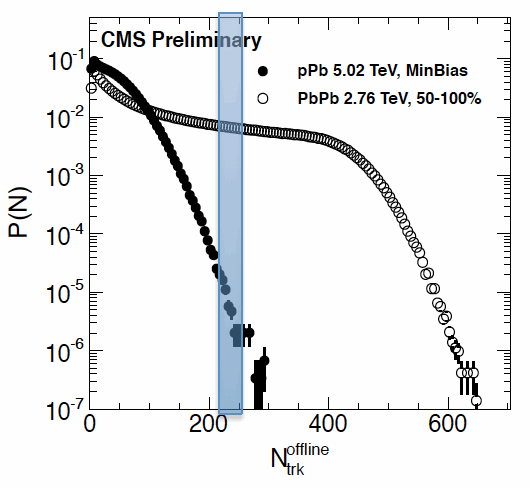 CMS Preliminary
pPb 5.02 TeV, MinBias
PbPb 2.76 TeV, 50-100%
P(N)
10^-1
10^-2
10^-3
10^-4
10^-5
10^-6
10^-7
0 200 400 600
N_trk^offline